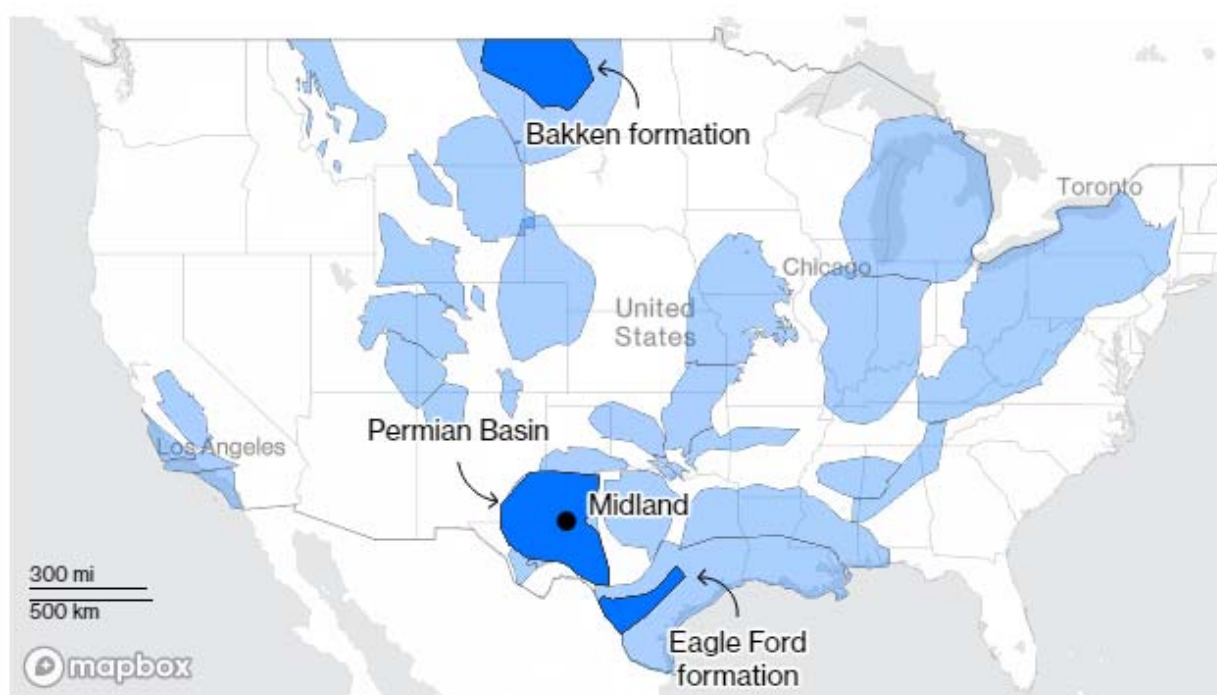 Bakken formation
Toronto
Chicago
United
States
Permian Basin
Los Angeles
Midland
300 mi
500 km
Eagle Ford
formation
mapbox